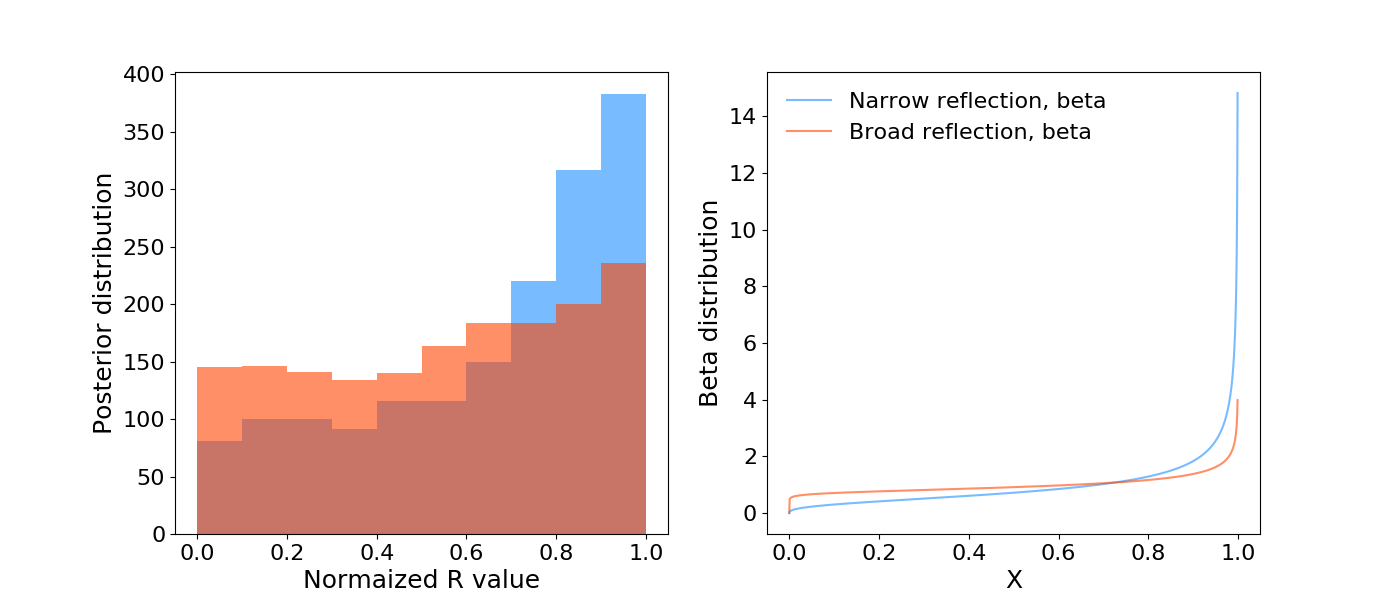 400
350
300
250
200
150
100
50
0
Posterior distribution
0.0 0.2 0.4 0.6 0.8 1.0
Normaized R value
Narrow reflection, beta
Broad reflection, beta
14
12
10
8
6
4
2
0
Beta distribution
0.0 0.2 0.4 0.6 0.8 1.0
X